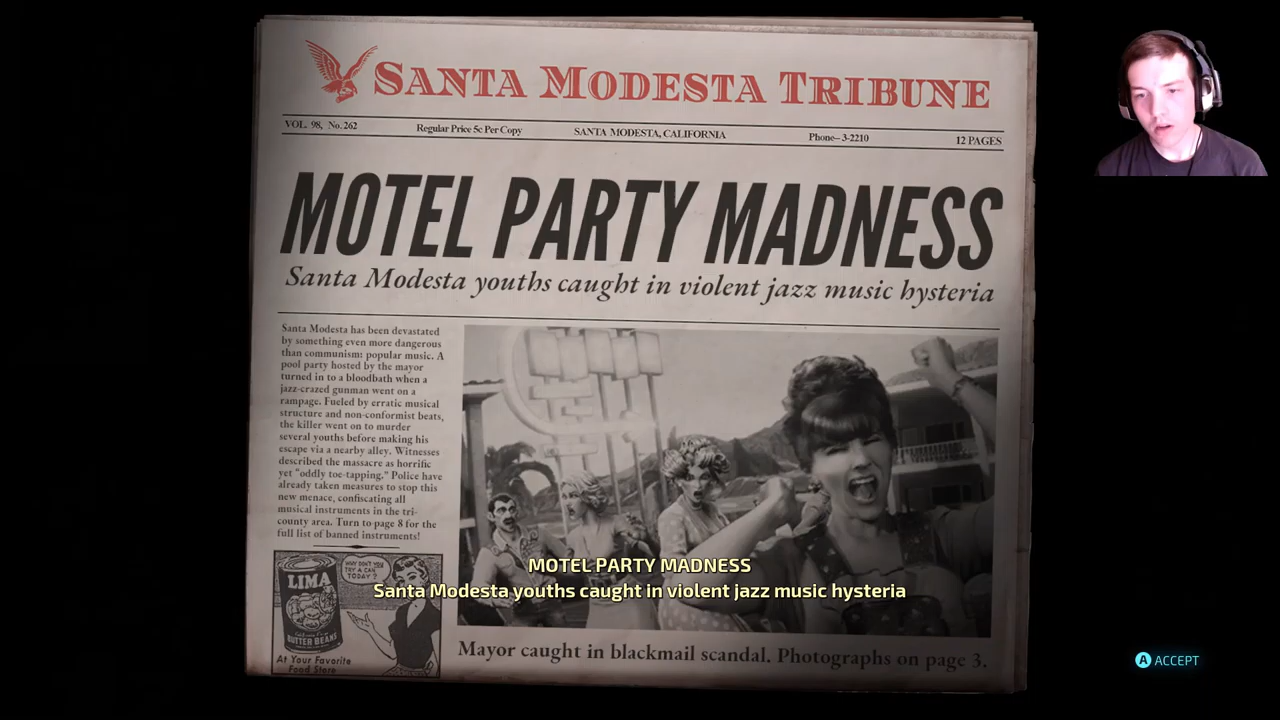 SANTA MODESTA TRIBUNE
VOL. 98, No. 262 Regular Price 5c Per Copy SANTA MODESTA, CALIFORNIA Phone—3-2210 12 PAGES
MOTEL PARTY MADNESS
Santa Modesta youths caught in violent jazz music hysteria
Santa Modesta has been devastated
by something even more dangerous
than communism: popular music. A
pool party hosted by the mayor
turned in to a bloodbath when a
jazz-crazed gunman went on a
rampage. Fueled by erratic musical
structure and non-conformist beats,
the killer went on to murder
several youths before making his
escape via a nearby alley. Witnesses
described the massacre as horrific
yet "oddly toe-tapping." Police have
already taken measures to stop this
new menace, confiscating all
musical instruments in the tri-
county area. Turn to page 8 for the
full list of banned instruments!
LIMA
BUTTER BEANS
WHY DON'T YOU
TRY A CAN
TODAY?
At Your Favorite
Food Store
MOTEL PARTY MADNESS
Santa Modesta youths caught in violent jazz music hysteria
Mayor caught in blackmail scandal. Photographs on page 3.
A ACCEPT